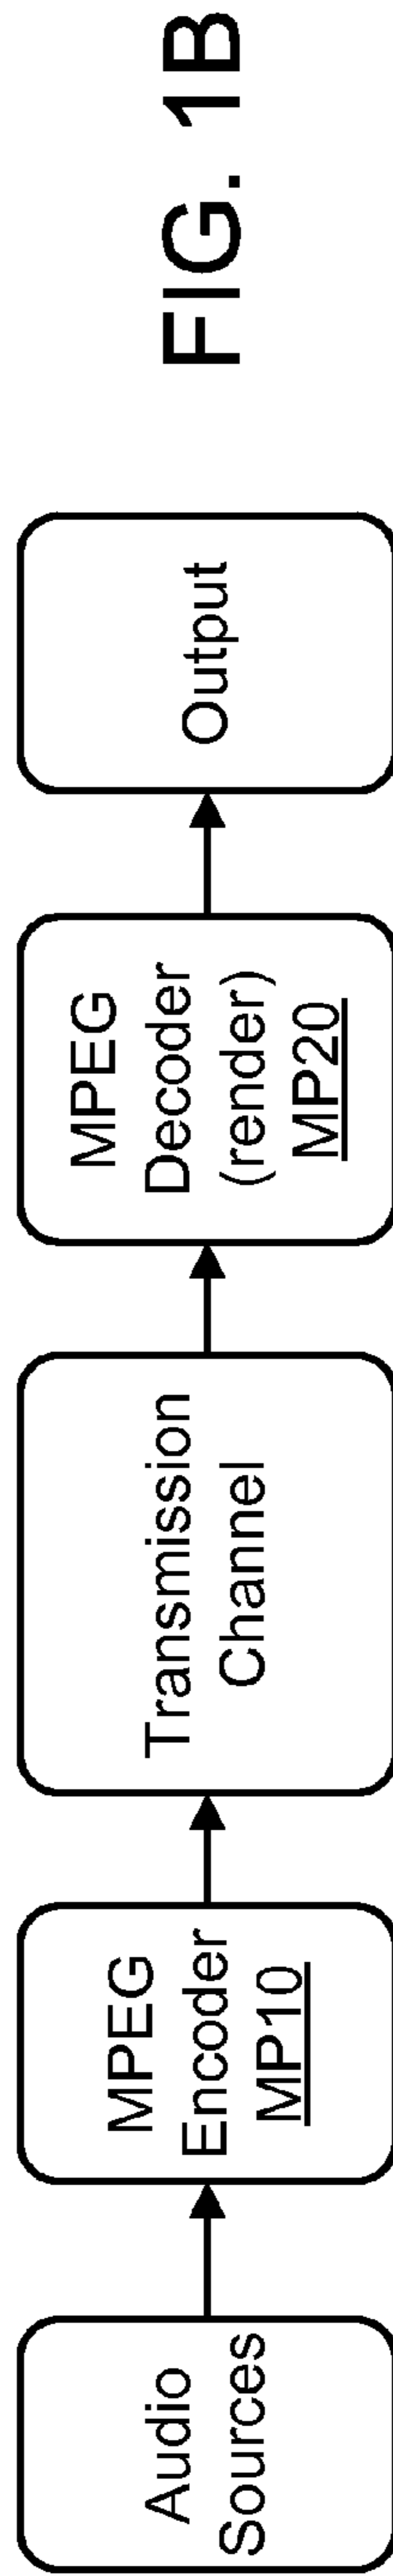 Audio
Sources
MPEG
Encoder
MP10
Transmission
Channel
MPEG
Decoder
(render)
MP20
Output
FIG. 1B